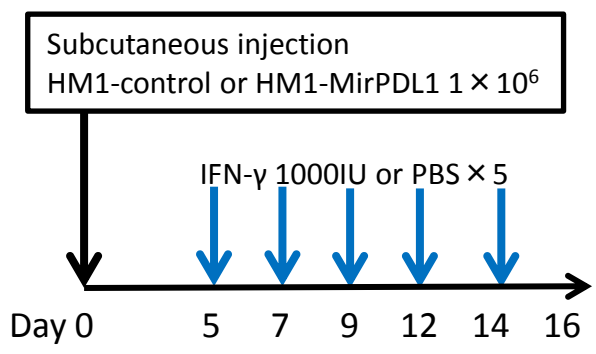 Subcutaneous injection
HM1-control or HM1-MirPDL1 1 × 10⁶
IFN-γ 1000IU or PBS × 5
Day 0 5 7 9 12 14 16